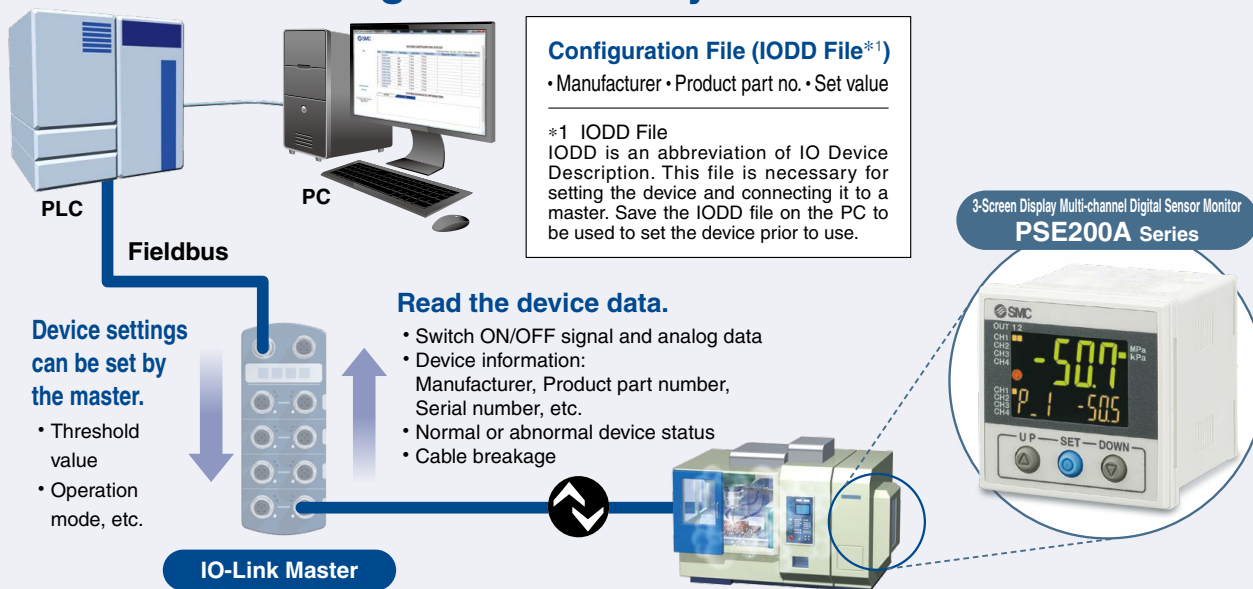 Configuration File (IODD File*1)
• Manufacturer • Product part no. • Set value
*1 IODD File
IODD is an abbreviation of IO Device
Description. This file is necessary for
setting the device and connecting it to a
master. Save the IODD file on the PC to
be used to set the device prior to use.
SMC
PLC
PC
Fieldbus
3-Screen Display Multi-channel Digital Sensor Monitor
PSE200A Series
Device settings
can be set by
the master.
• Threshold
value
• Operation
mode, etc.
Read the device data.
• Switch ON/OFF signal and analog data
• Device information:
Manufacturer, Product part number,
Serial number, etc.
• Normal or abnormal device status
• Cable breakage
IO-Link Master
SMC
OUT 1 2
CH1
CH2
CH3
CH4
-50.7
MPa
kPa
CH1
CH2
CH3
CH4
P_1 -50.5
UP SET DOWN